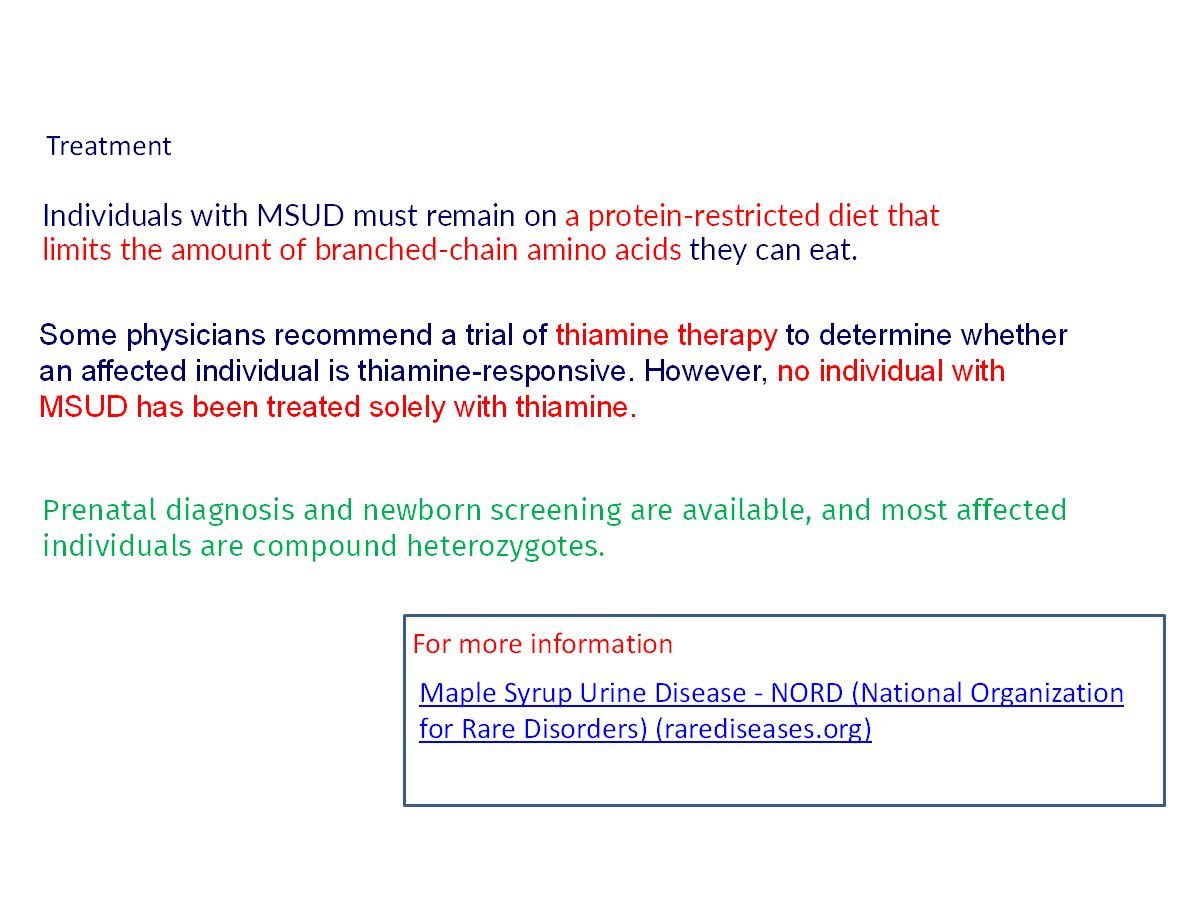 Treatment
Individuals with MSUD must remain on a protein-restricted diet that
limits the amount of branched-chain amino acids they can eat.
Some physicians recommend a trial of thiamine therapy to determine whether
an affected individual is thiamine-responsive. However, no individual with
MSUD has been treated solely with thiamine.
Prenatal diagnosis and newborn screening are available, and most affected
individuals are compound heterozygotes.
For more information
Maple Syrup Urine Disease - NORD (National Organization
for Rare Disorders) (rarediseases.org)